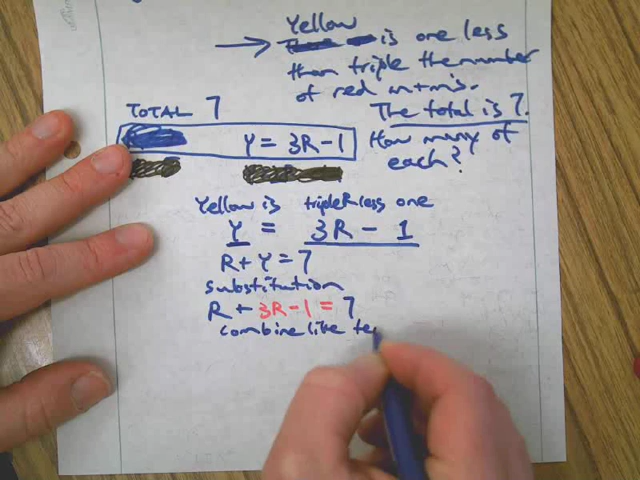 Yellow
is one less
than triple the number
of red m+m's.
The total is 7.
How many of
each?
TOTAL 7
Y = 3R - 1
Yellow is tripleR less one
Y = 3R - 1
R + Y = 7
substitution
R + 3R - 1 = 7
combine like te